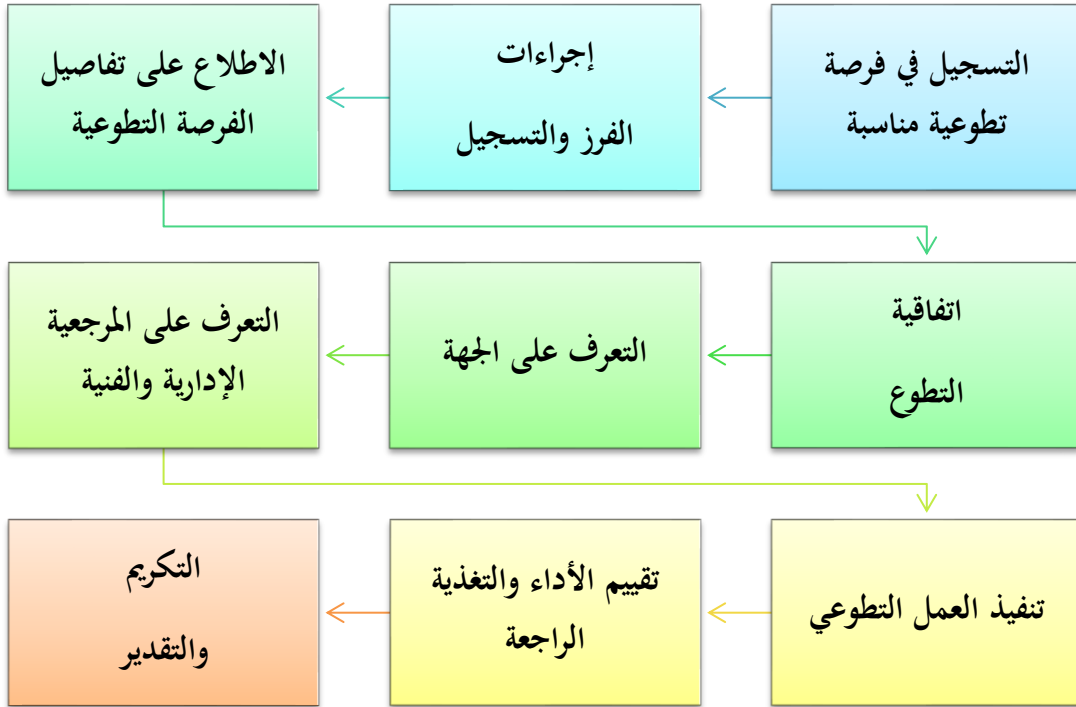 التسجيل في فرصة
تطوعية مناسبة
إجراءات
الفرز والتسجيل
الاطلاع على تفاصيل
الفرصة التطوعية
اتفاقية
التطوع
التعرف على الجهة
التعرف على المرجعية
الإدارية والفنية
تنفيذ العمل التطوعي
تقييم الأداء والتغذية
الراجعة
التكريم
والتقدير